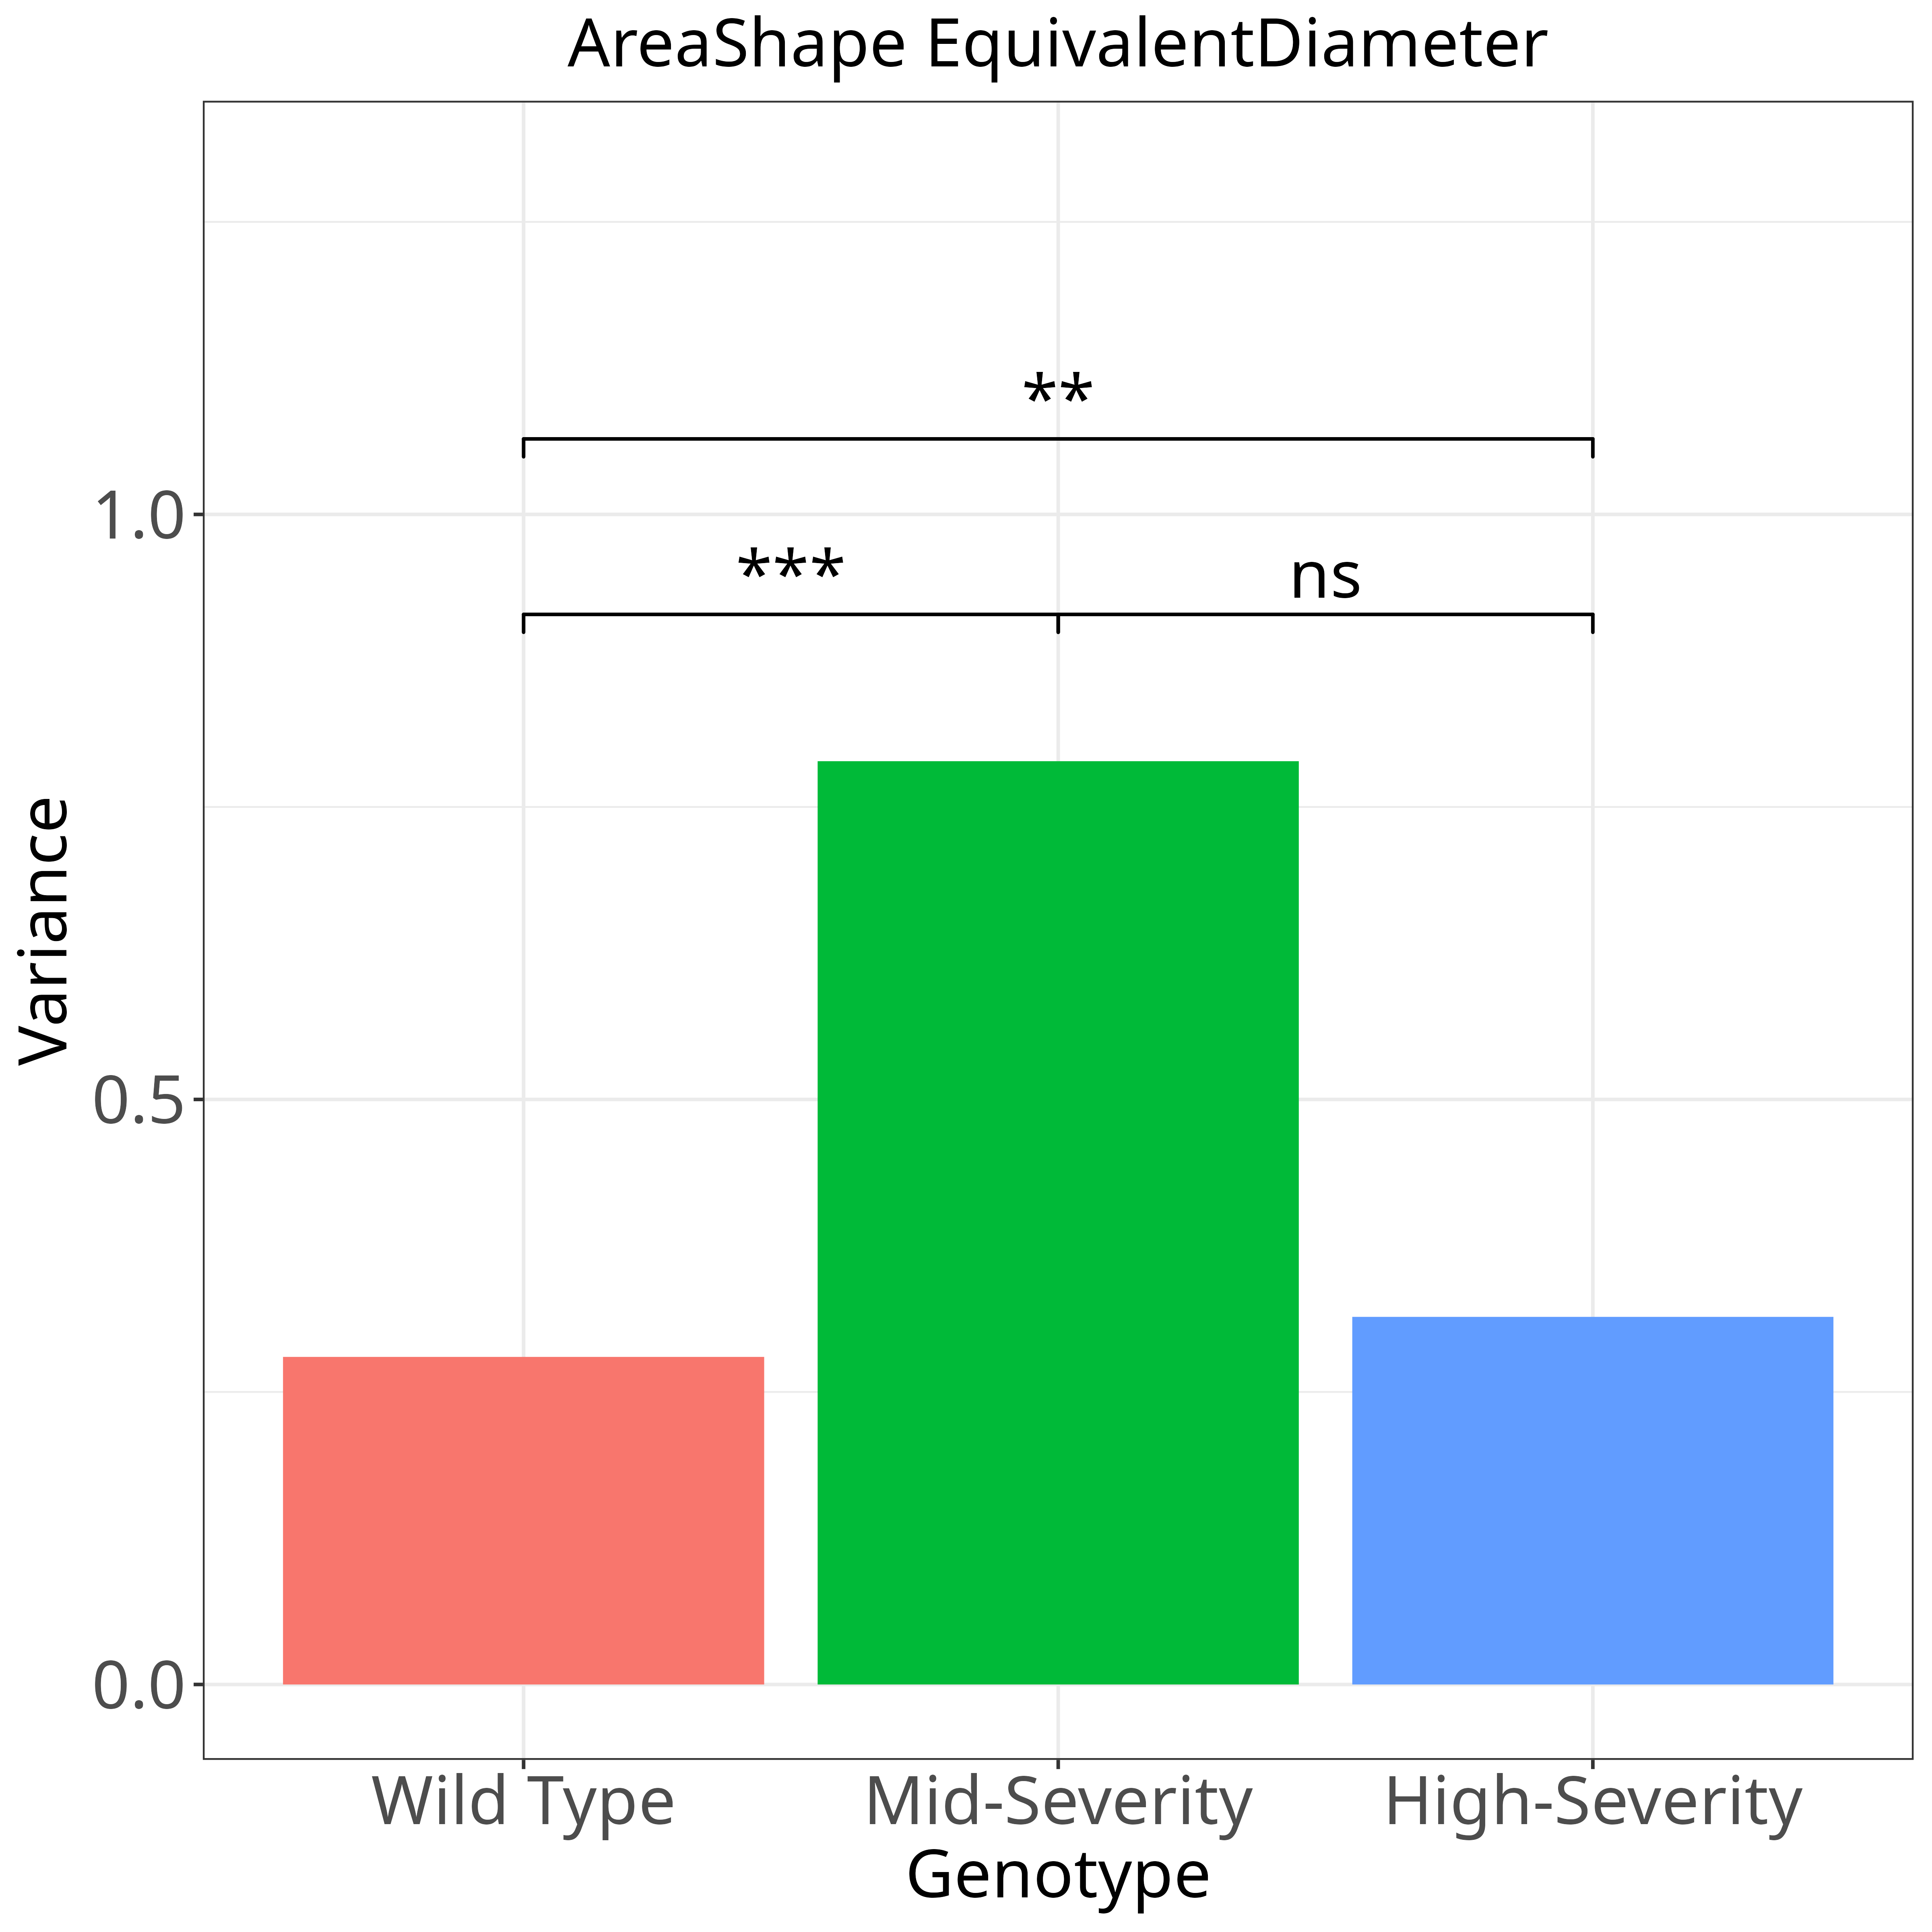 AreaShape EquivalentDiameter
**
*** ns
1.0
0.5
0.0
Variance
Wild Type Mid-Severity High-Severity
Genotype